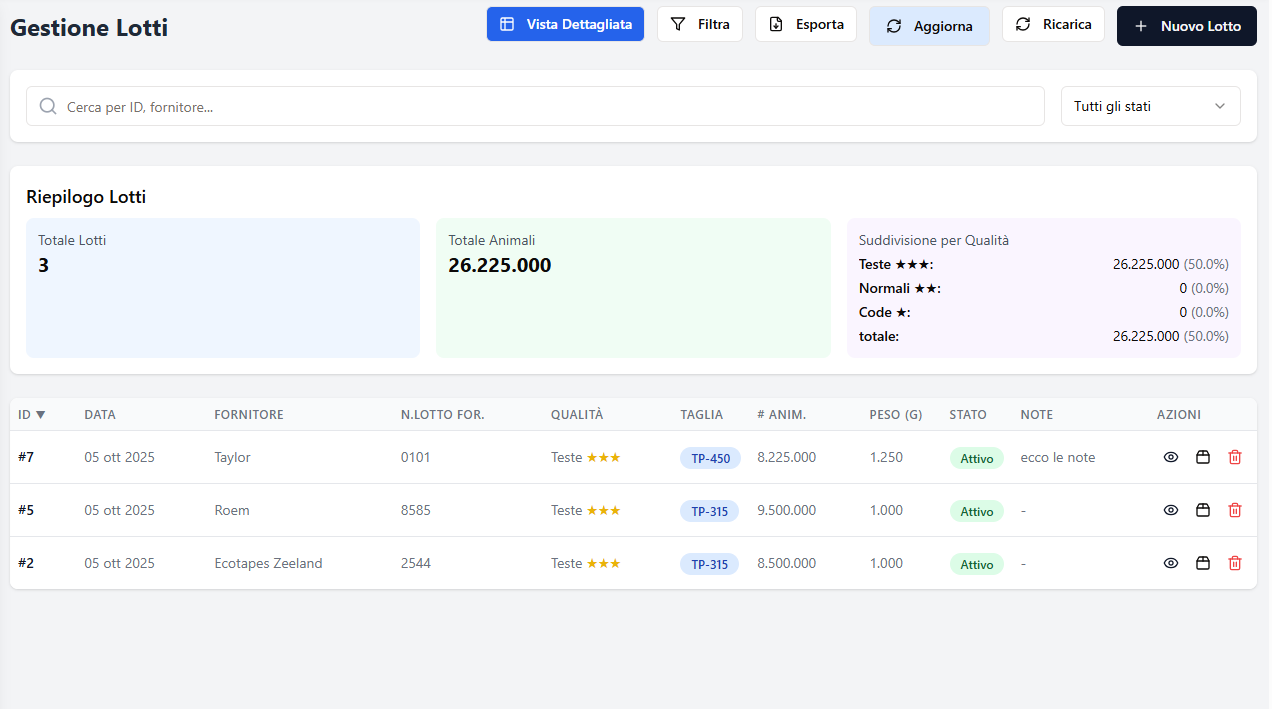 Gestione Lotti
Vista Dettagliata
Filtra
Esporta
Aggiorna
Ricarica
Nuovo Lotto
Cerca per ID, fornitore...
Tutti gli stati
Riepilogo Lotti
Totale Lotti
3
Totale Animali
26.225.000
Suddivisione per Qualità
Teste ★★★: 26.225.000 (50.0%)
Normali ★★: 0 (0.0%)
Code ★: 0 (0.0%)
totale: 26.225.000 (50.0%)
ID ▼ DATA FORNITORE N.LOTTO FOR. QUALITÀ TAGLIA # ANIM. PESO (G) STATO NOTE AZIONI
#7 05 ott 2025 Taylor 0101 Teste ★★★ TP-450 8.225.000 1.250 Attivo ecco le note
#5 05 ott 2025 Roem 8585 Teste ★★★ TP-315 9.500.000 1.000 Attivo -
#2 05 ott 2025 Ecotapes Zeeland 2544 Teste ★★★ TP-315 8.500.000 1.000 Attivo -